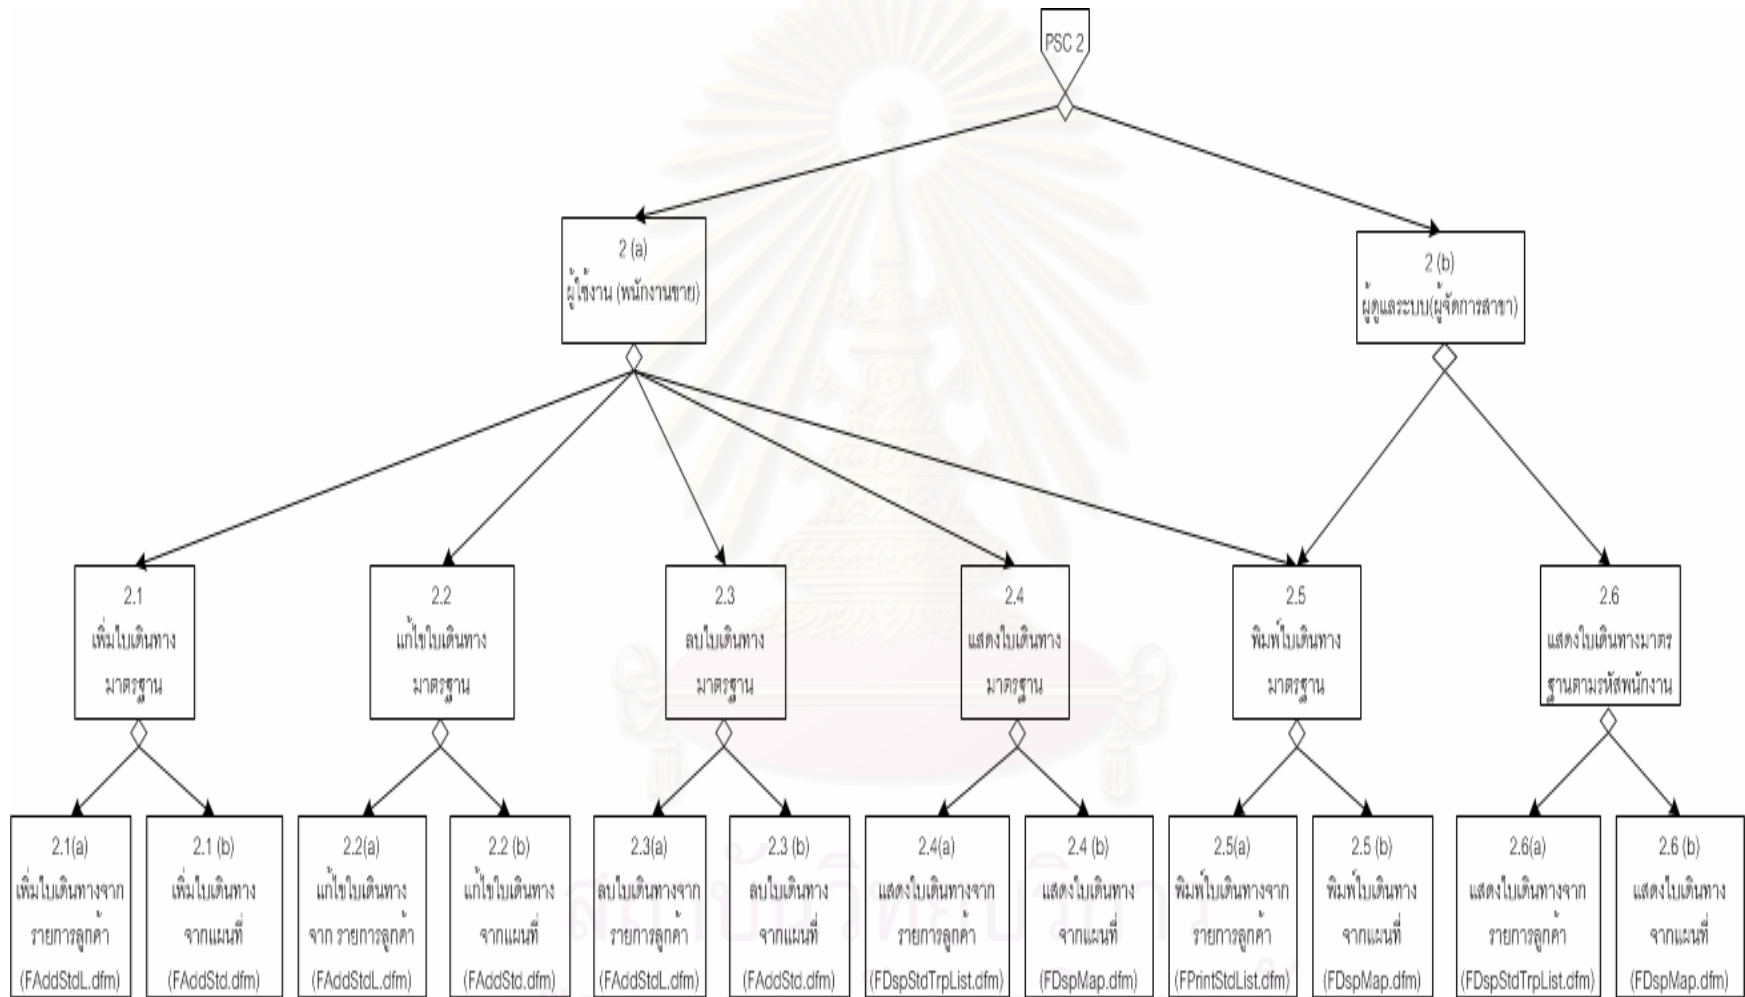 PSC 2
2 (a)
ผู้ใช้งาน (พนักงานขาย)
2 (b)
ผู้ดูแลระบบ(ผู้จัดการสาขา)
2.1
เพิ่มใบเดินทาง
มาตรฐาน
2.2
แก้ไขใบเดินทาง
มาตรฐาน
2.3
ลบใบเดินทาง
มาตรฐาน
2.4
แสดงใบเดินทาง
มาตรฐาน
2.5
พิมพ์ใบเดินทาง
มาตรฐาน
2.6
แสดงใบเดินทางมาตร
ฐานตามรหัสพนักงาน
2.1(a)
เพิ่มใบเดินทางจาก
รายการลูกค้า
(FAddStdL.dfm)
2.1 (b)
เพิ่มใบเดินทาง
จากแผนที่
(FAddStd.dfm)
2.2(a)
แก้ไขใบเดินทาง
จาก รายการลูกค้า
(FAddStdL.dfm)
2.2 (b)
แก้ไขใบเดินทาง
จากแผนที่
(FAddStd.dfm)
2.3(a)
ลบใบเดินทางจาก
รายการลูกค้า
(FAddStdL.dfm)
2.3 (b)
ลบใบเดินทาง
จากแผนที่
(FAddStd.dfm)
2.4(a)
แสดงใบเดินทางจาก
รายการลูกค้า
(FDspStdTrpList.dfm)
2.4 (b)
แสดงใบเดินทาง
จากแผนที่
(FDspMap.dfm)
2.5(a)
พิมพ์ใบเดินทางจาก
รายการลูกค้า
(FPrintStdList.dfm)
2.5 (b)
พิมพ์ใบเดินทาง
จากแผนที่
(FDspMap.dfm)
2.6(a)
แสดงใบเดินทางจาก
รายการลูกค้า
(FDspStdTrpList.dfm)
2.6 (b)
แสดงใบเดินทาง
จากแผนที่
(FDspMap.dfm)
สถาบันวิทยบริการ